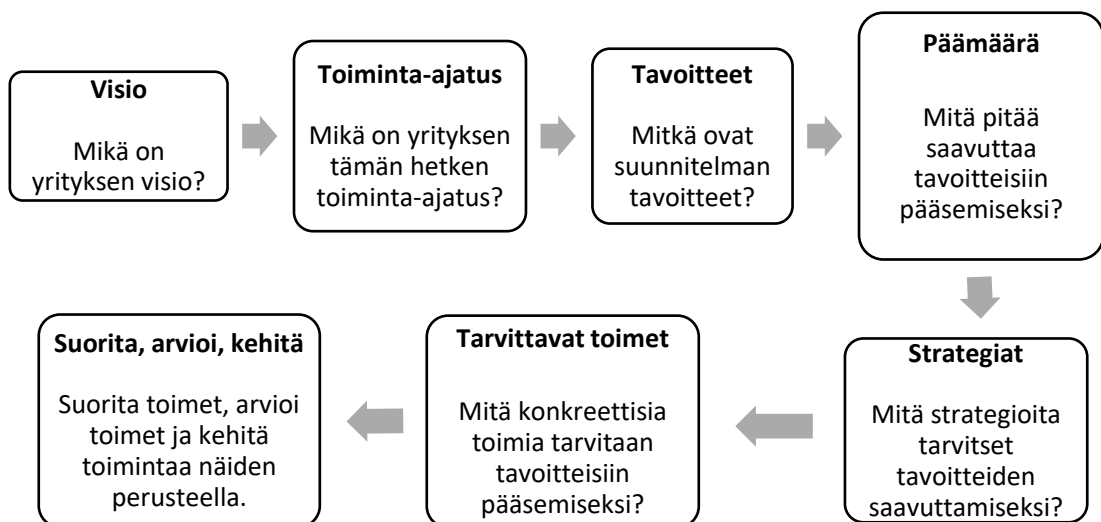 Visio
Mikä on
yrityksen visio?
Toiminta-ajatus
Mikä on yrityksen
tämän hetken
toiminta-ajatus?
Tavoitteet
Mitkä ovat
suunnitelman
tavoitteet?
Päämäärä
Mitä pitää
saavuttaa
tavoitteisiin
pääsemiseksi?
Strategiat
Mitä strategioita
tarvitset
tavoitteiden
saavuttamiseksi?
Tarvittavat toimet
Mitä konkreettisia
toimia tarvitaan
tavoitteisiin
pääsemiseksi?
Suorita, arvioi, kehitä
Suorita toimet, arvioi
toimet ja kehitä
toimintaa näiden
perusteella.